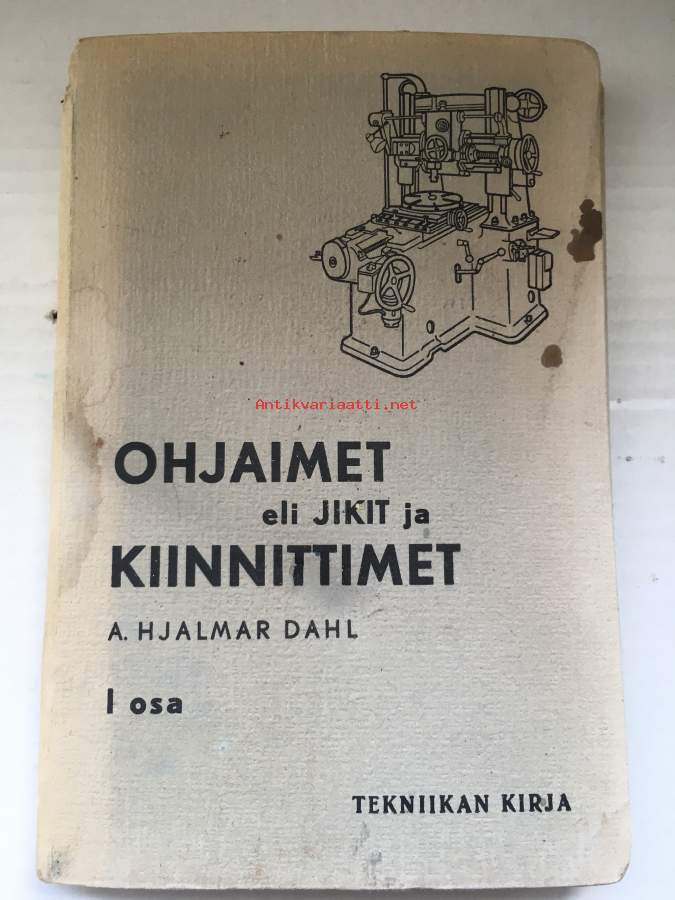 Antikvariaatti.net
OHJAIMET
eli JIKIT ja
KIINNITTIMET
A. HJALMAR DAHL
I osa
TEKNIIKAN KIRJA